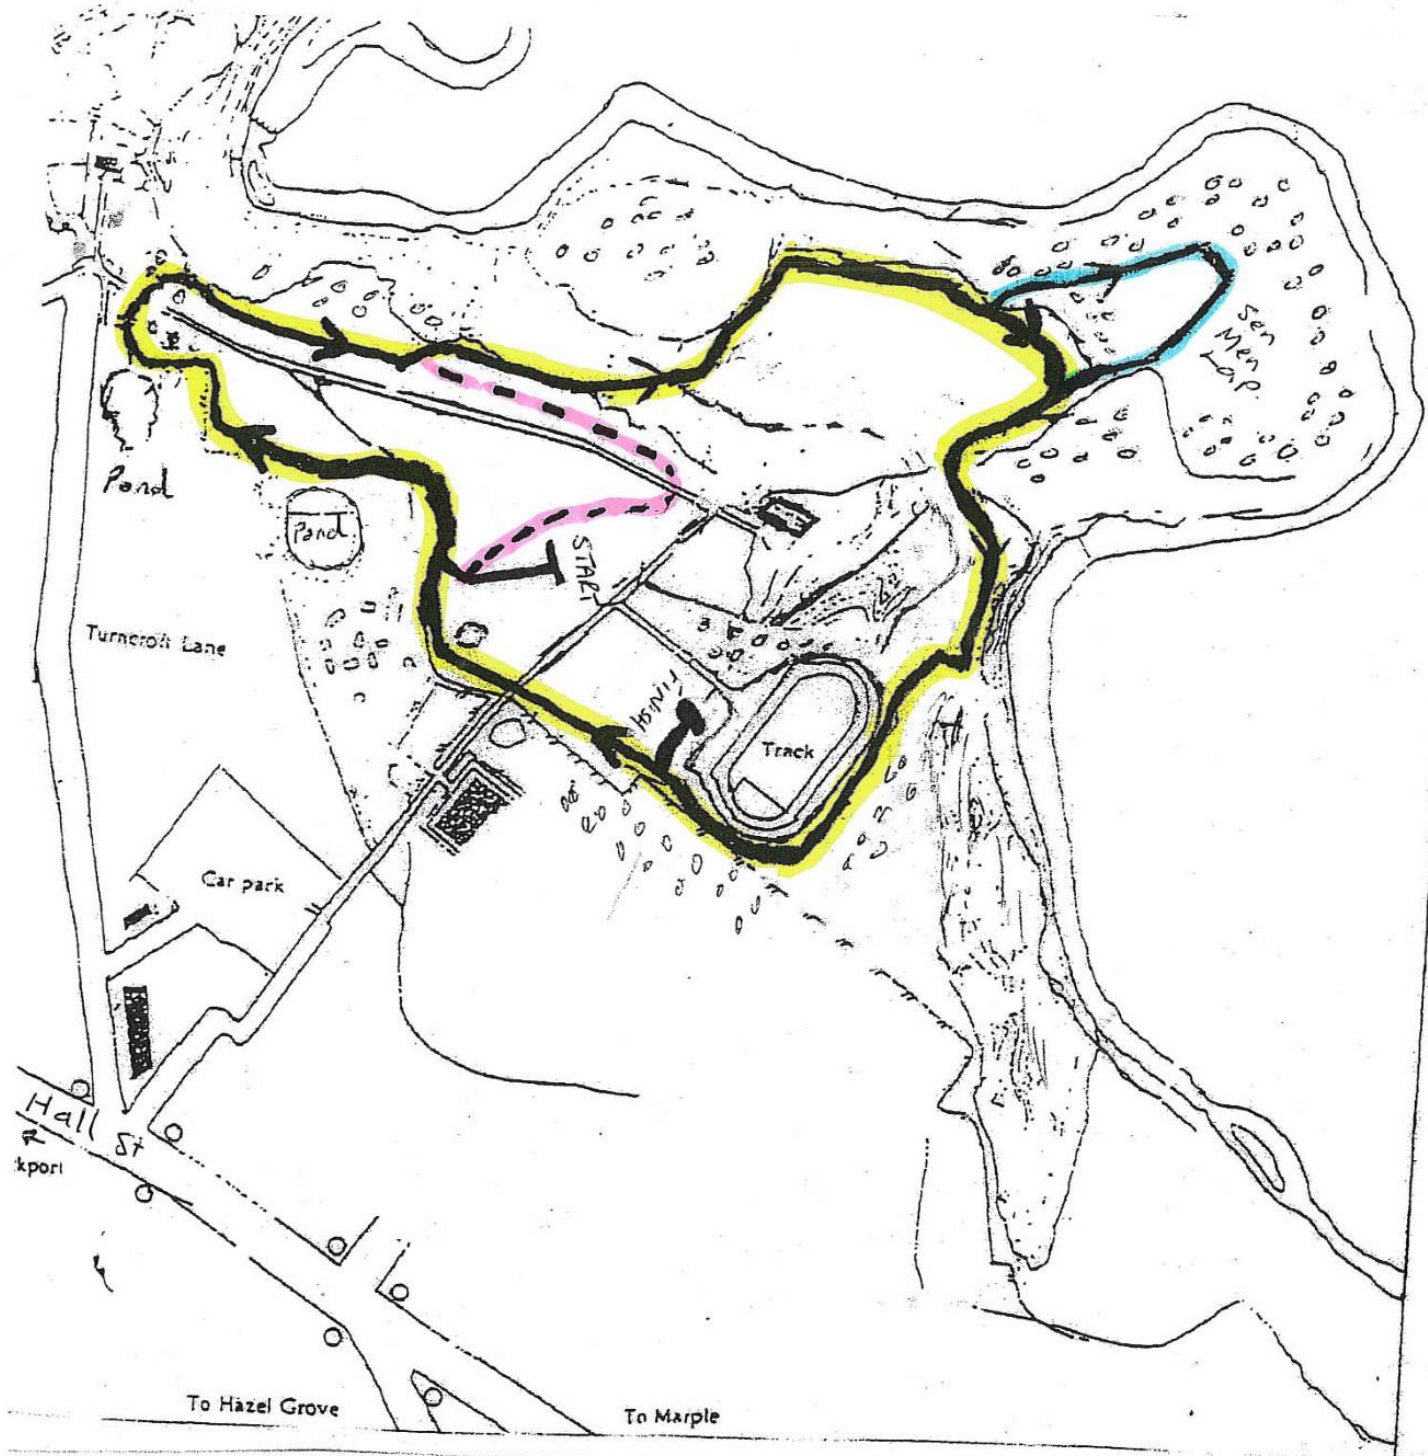 Sen
Men
Lap
Pond
Pond
START
Turncroft Lane
FINISH
Track
Car park
Hall St
kport
To Hazel Grove
To Marple